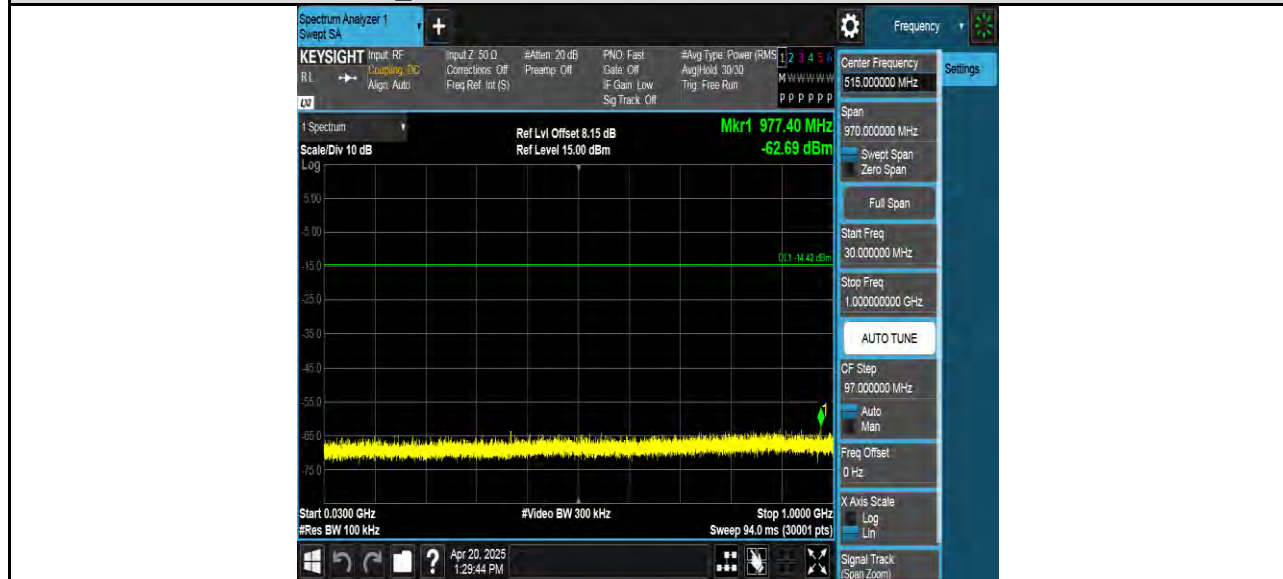 Spectrum Analyzer 1
Swept SA
+
Frequency
KEYSIGHT
RL
LXI
Input: RF
Coupling: DC
Align: Auto
Input Z: 50 Ω
Corrections: Off
Freq Ref: Int (S)
#Atten: 20 dB
Preamp: Off
PNO: Fast
Gate: Off
IF Gain: Low
Sig Track: Off
#Avg Type: Power (RMS
Avg|Hold: 30/30
Trig: Free Run
1 2 3 4 5 6
M W W W W W
P P P P P P
1 Spectrum
Scale/Div 10 dB
Ref Lvl Offset 8.15 dB
Ref Level 15.00 dBm
Mkr1 977.40 MHz
-62.69 dBm
Log
5.00
-5.00
-15.0
-25.0
-35.0
-45.0
-55.0
-65.0
-75.0
DL1 -14.42 dBm
1
Start 0.0300 GHz
#Res BW 100 kHz
#Video BW 300 kHz
Stop 1.0000 GHz
Sweep 94.0 ms (30001 pts)
?
Apr 20, 2025
1:29:44 PM
Center Frequency
515.000000 MHz
Span
970.000000 MHz
Swept Span
Zero Span
Full Span
Start Freq
30.000000 MHz
Stop Freq
1.000000000 GHz
AUTO TUNE
CF Step
97.000000 MHz
Auto
Man
Freq Offset
0 Hz
X Axis Scale
Log
Lin
Signal Track
(Span Zoom)
Settings